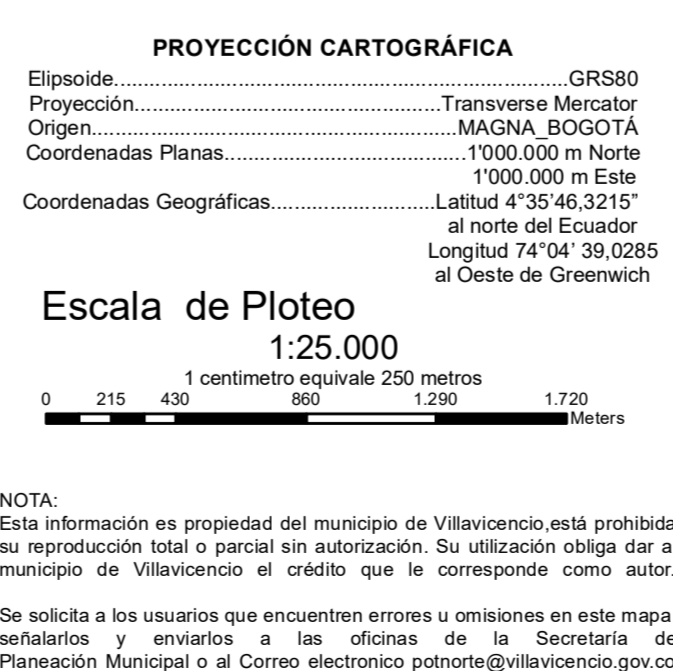 PROYECCIÓN CARTOGRÁFICA
Elipsoide.............................................................................GRS80
Proyección....................................................Transverse Mercator
Origen..............................................................MAGNA_BOGOTÁ
Coordenadas Planas.........................................1'000.000 m Norte
1'000.000 m Este
Coordenadas Geográficas............................Latitud 4°35'46,3215”
al norte del Ecuador
Longitud 74°04’ 39,0285
al Oeste de Greenwich
Escala de Ploteo
1:25.000
1 centimetro equivale 250 metros
0 215 430 860 1.290 1.720
Meters
NOTA:
Esta información es propiedad del municipio de Villavicencio,está prohibida
su reproducción total o parcial sin autorización. Su utilización obliga dar a
municipio de Villavicencio el crédito que le corresponde como autor.
Se solicita a los usuarios que encuentren errores u omisiones en este mapa
señalarlos y enviarlos a las oficinas de la Secretaría de
Planeación Municipal o al Correo electronico potnorte@villavicencio.gov.co